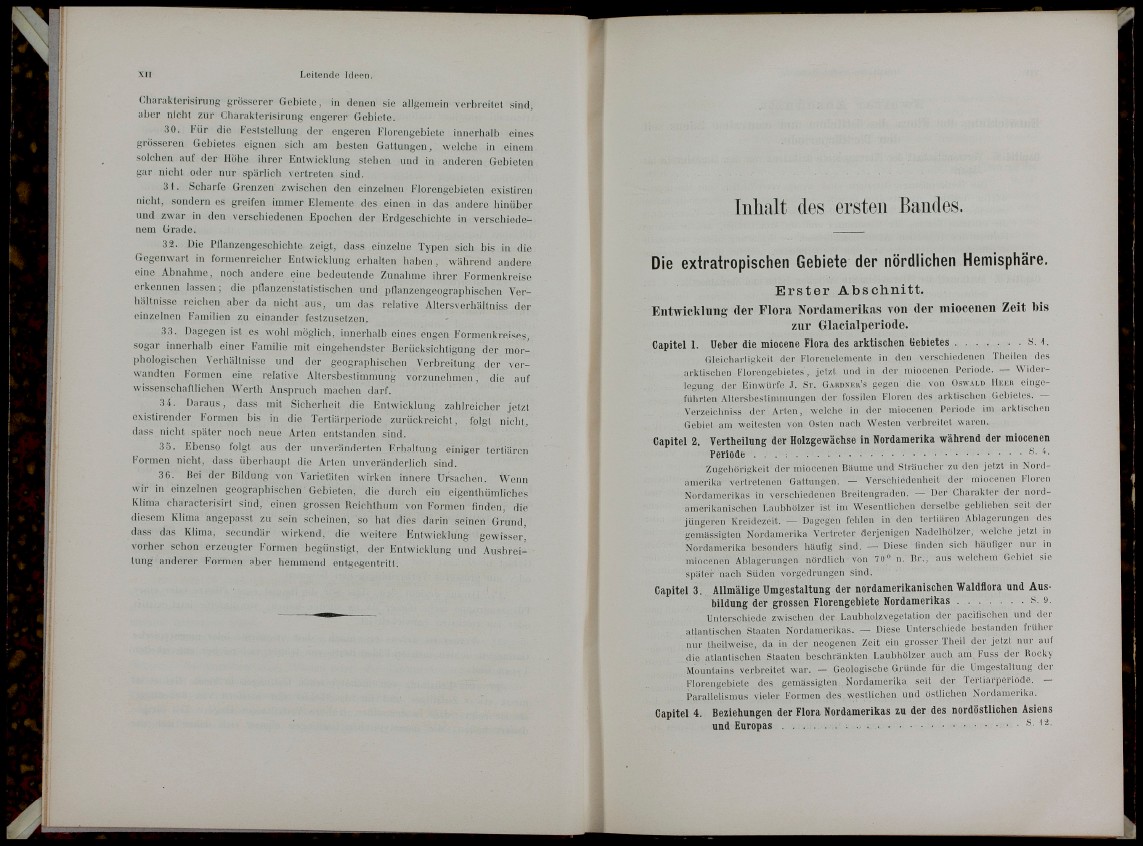 XII
Leitende Ideen.
Charakterisirung grösserer Gebiete, in denen sie allgemein verbreitet sind,
aber nicht zur Charakterisirung engerer Gebiete.
30. Für die Feststellung der engeren Florengebiete innerhalb eines
grösseren Gebietes eignen sich am besten Gattungen, welche in einem
solchen auf der Höhe ihrer Entwicklung stehen und in anderen Gebieten
gar nicht oder nur spärlich vertreten sind.
31. Scharfe Grenzen zwischen den einzelnen Florengebieten existiren
nicht, sondern es greifen immer Elemente des einen in das andere hinüber
und zwar in den verschiedenen Epochen der Erdgeschichte in verschiede-
nem Grade.
32. Die Pflanzengeschichte zeigt, dass einzelne Typen sich bis in die
Gegenwart in formenreicher Entwicklung erhalten haben, während andere
eine Abnahme, noch andere eine bedeutende Zunahme ihrer Formenkreise
erkennen lassen; die pflanzenstatistischen und pflanzengeographischen Ver-
hältnisse reichen aber da nicht aus, um das relative Altersverhältniss der
einzelnen Familien zu einander festzusetzen.
33. Dagegen ist es wohl möglich, innerhalb eines engen Formenkreises,
sogar innerhalb einer Familie mit eingehendster Berücksichtigung der mor-
phologischen Verhältnisse und der geographischen Verbreitung der ver-
wandten Formen eine relative Altersbestimmung vorzunehmen, die auf
wissenschaftlichen Werth Anspruch machen darf.
34. Daraus, dass mit Sicherheit die Entwicklung zahlreicher jetzt
existirender Formen bis in die Tertiärperiode zurückreicht, folgt nicht,
dass nicht später noch neue Arten entstanden sind.
35. Ebenso folgt aus der unveränderten Erhaltung einiger tertiären
Formen nicht, dass überhaupt die Arten unveränderlich sind.
36. Bei der Bildung von Varietäten wirken innere Ursachen. Wenn
wir in einzelnen geographischen Gebieten, die durch ein eigenthümliches
Klima characterisirt sind, einen grossen Reichthum von Formen finden, die
diesem Klima angepasst zu sein scheinen, so hat dies darin seinen Grund,
dass das Klima, secundär wirkend, die weitere Entwicklung gewisser,
vorher schon erzeugter Formen begünstigt, der Entwicklung und Ausbrei-
tung anderer Formen aber hemmend entgegentritt.
Inhalt des ersten Bandes.
Die extratropischen Gebiete der nördlichen Hemisphäre.
Erster Abschnitt.
Entwicklung der Flora Nordamerikas von der miocenen Zeit bis
zur Glacialperiode.
Capitel 1. Ueber die miocene Flora des arktischen Gebietes . . . . . . . S. 1.
Gleichartigkeit der Florenelemente in den verschiedenen Theilen des
arktischen Florengebietes, jetzt und in der miocenen Periode. — Wider-
legung der Einwürfe J. St. Gardner's gegen die von Oswald Heer einge-
führten Altersbestimmungen der fossilen Floren des arktischen Gebietes. —
Verzeichniss der Arten, welche in der miocenen Periode im arktischen
Gebiet am weitesten von Osten nach Westen verbreitet waren.
Capitel 2. Vertheilung der Holzgewächse in Nordamerika während der miocenen
Periode . . . . . . . . . . . . . . . . . . . . . . . . . . S. 4.
Zugehörigkeit der miocenen Bäume und Sträucher zu den jetzt in Nord-
amerika vertretenen Gattungen. — Verschiedenheit der miocenen Floren
Nordamerikas in verschiedenen Breitengraden. — Der Charakter der nord-
amerikanischen Laubhölzer ist im Wesentlichen derselbe geblieben seit der
jüngeren Kreidezeit. — Dagegen fehlen in den tertiären Ablagerungen des
gemässigten Nordamerika Vertreter derjenigen Nadelhölzer, welche jetzt in
Nordamerika besonders häufig sind. — Diese finden sich häufiger nur in
miocenen Ablagerungen nördlich von 70° n. Br., aus welchem Gebiet sie
später nach Süden vorgedrungen sind.
Capitel 3. Allmälige Umgestaltung der nordamerikanischen Waldflora und Aus-
bildung der grossen Florengebiete Nordamerikas . . . . . . . S. 9.
Unterschiede zwischen der Laubholzvegetation der pacifischen und der
atlantischen Staaten Nordamerikas. — Diese Unterschiede bestanden früher
nur theilweise, da in der neogenen Zeit ein grosser Theil der jetzt nur auf
die atlantischen Staaten beschränkten Laubhölzer auch am Fuss der Rocky
Mountains verbreitet war. — Geologische Gründe für die Umgestaltung der
Florengebiete des gemässigten Nordamerika seit der Tertiärperiode. —
Parallelismus vieler Formen des westlichen und östlichen Nordamerika.
Capitel 4. Beziehungen der Flora Nordamerikas zu der des nordöstlichen Asiens
und Europas . . . . . . . . . . . . . . . . . . . . . . . S. 12.